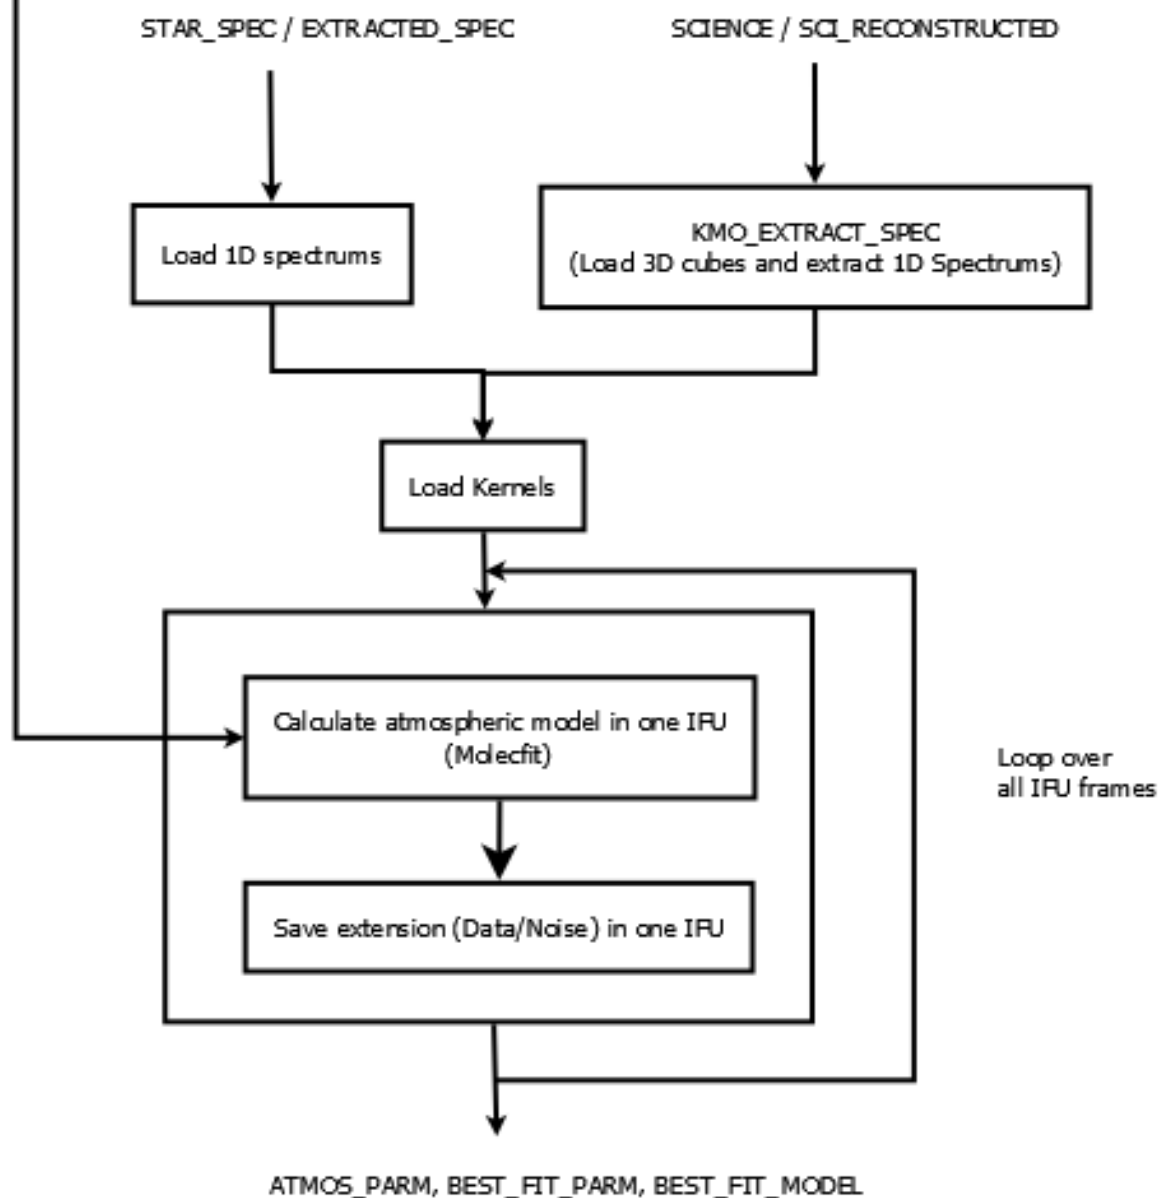 STAR_SPEC / EXTRACTED_SPEC
SCIENCE / SCI_RECONSTRUCTED
Load 1D spectrums
KMO_EXTRACT_SPEC
(Load 3D cubes and extract 1D Spectrums)
Load Kernels
Calculate atmospheric model in one IFU
(Molecfit)
Loop over
all IFU frames
Save extension (Data/Noise) in one IFU
ATMOS_PARM, BEST_FIT_PARM, BEST_FIT_MODEL